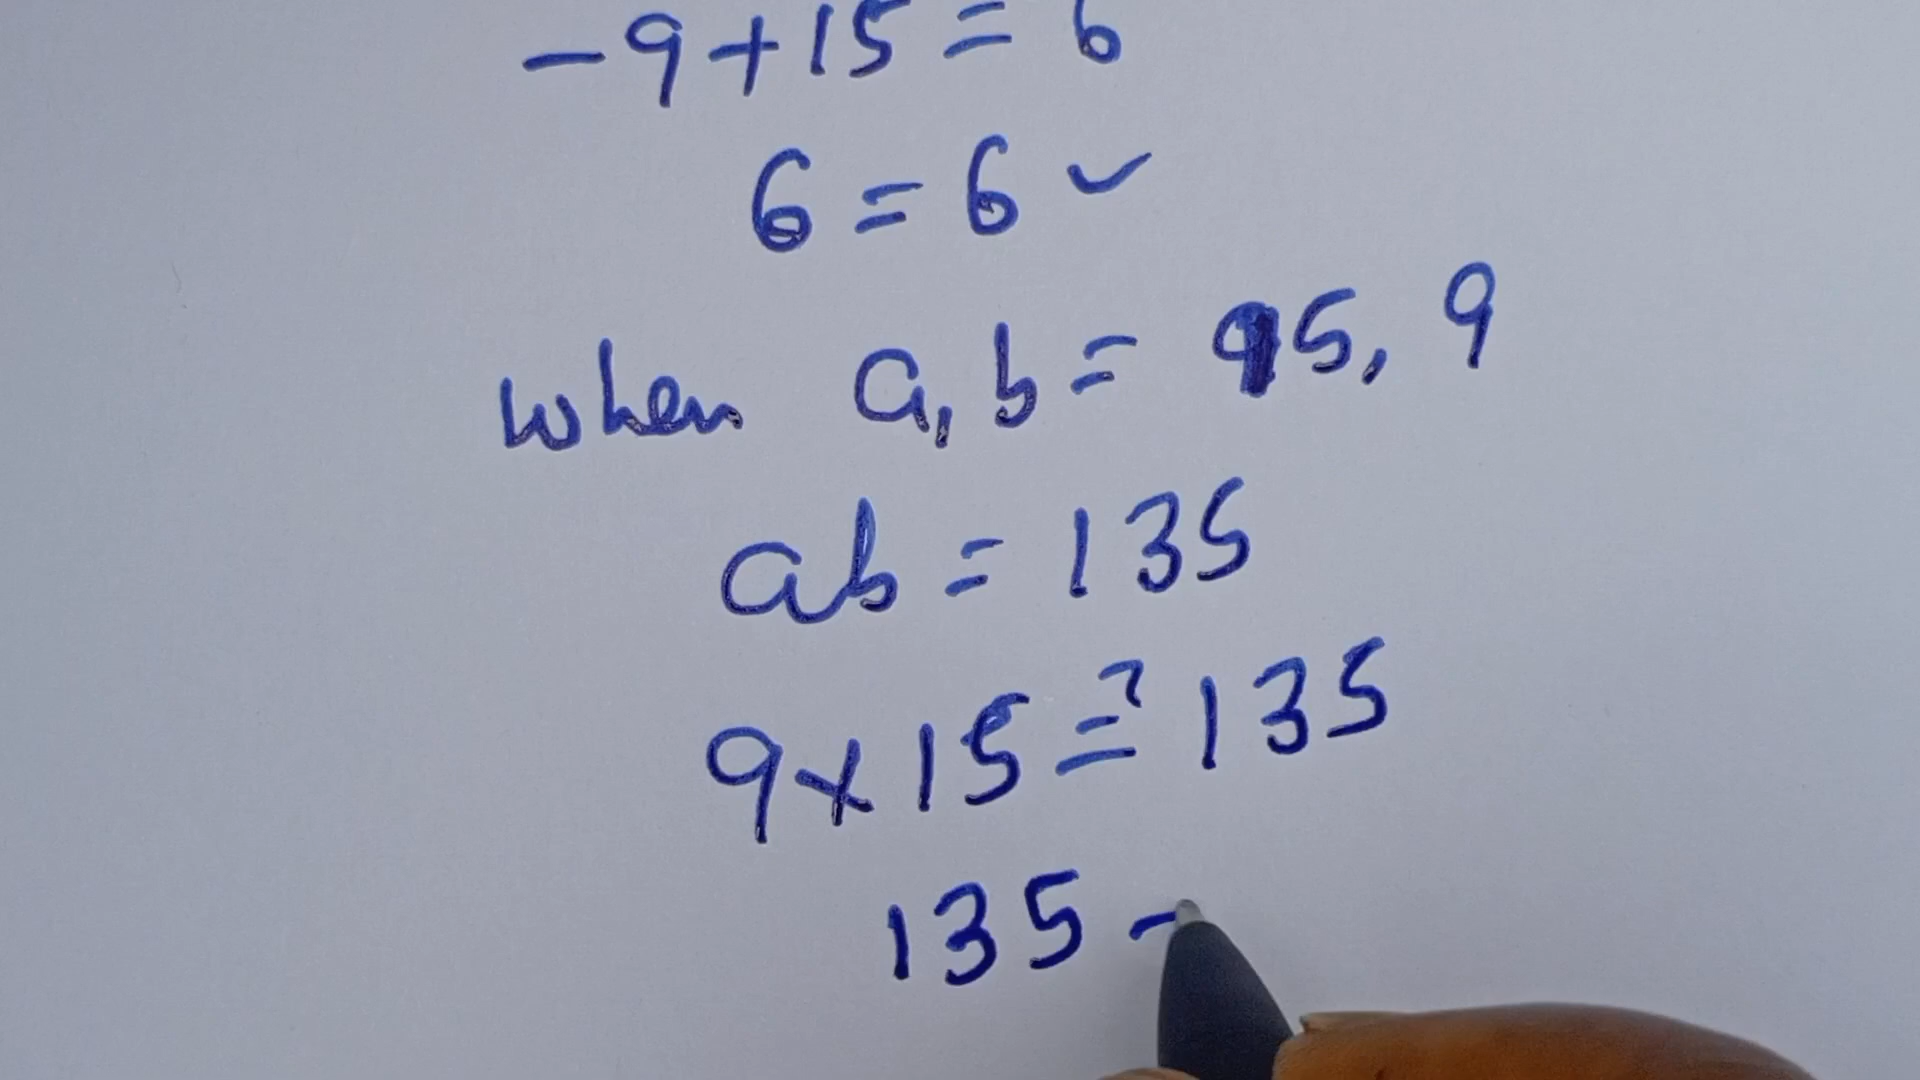 -9+15=6
6=6 ✓
when a,b= 15, 9
ab=135
9×15=?135
135-